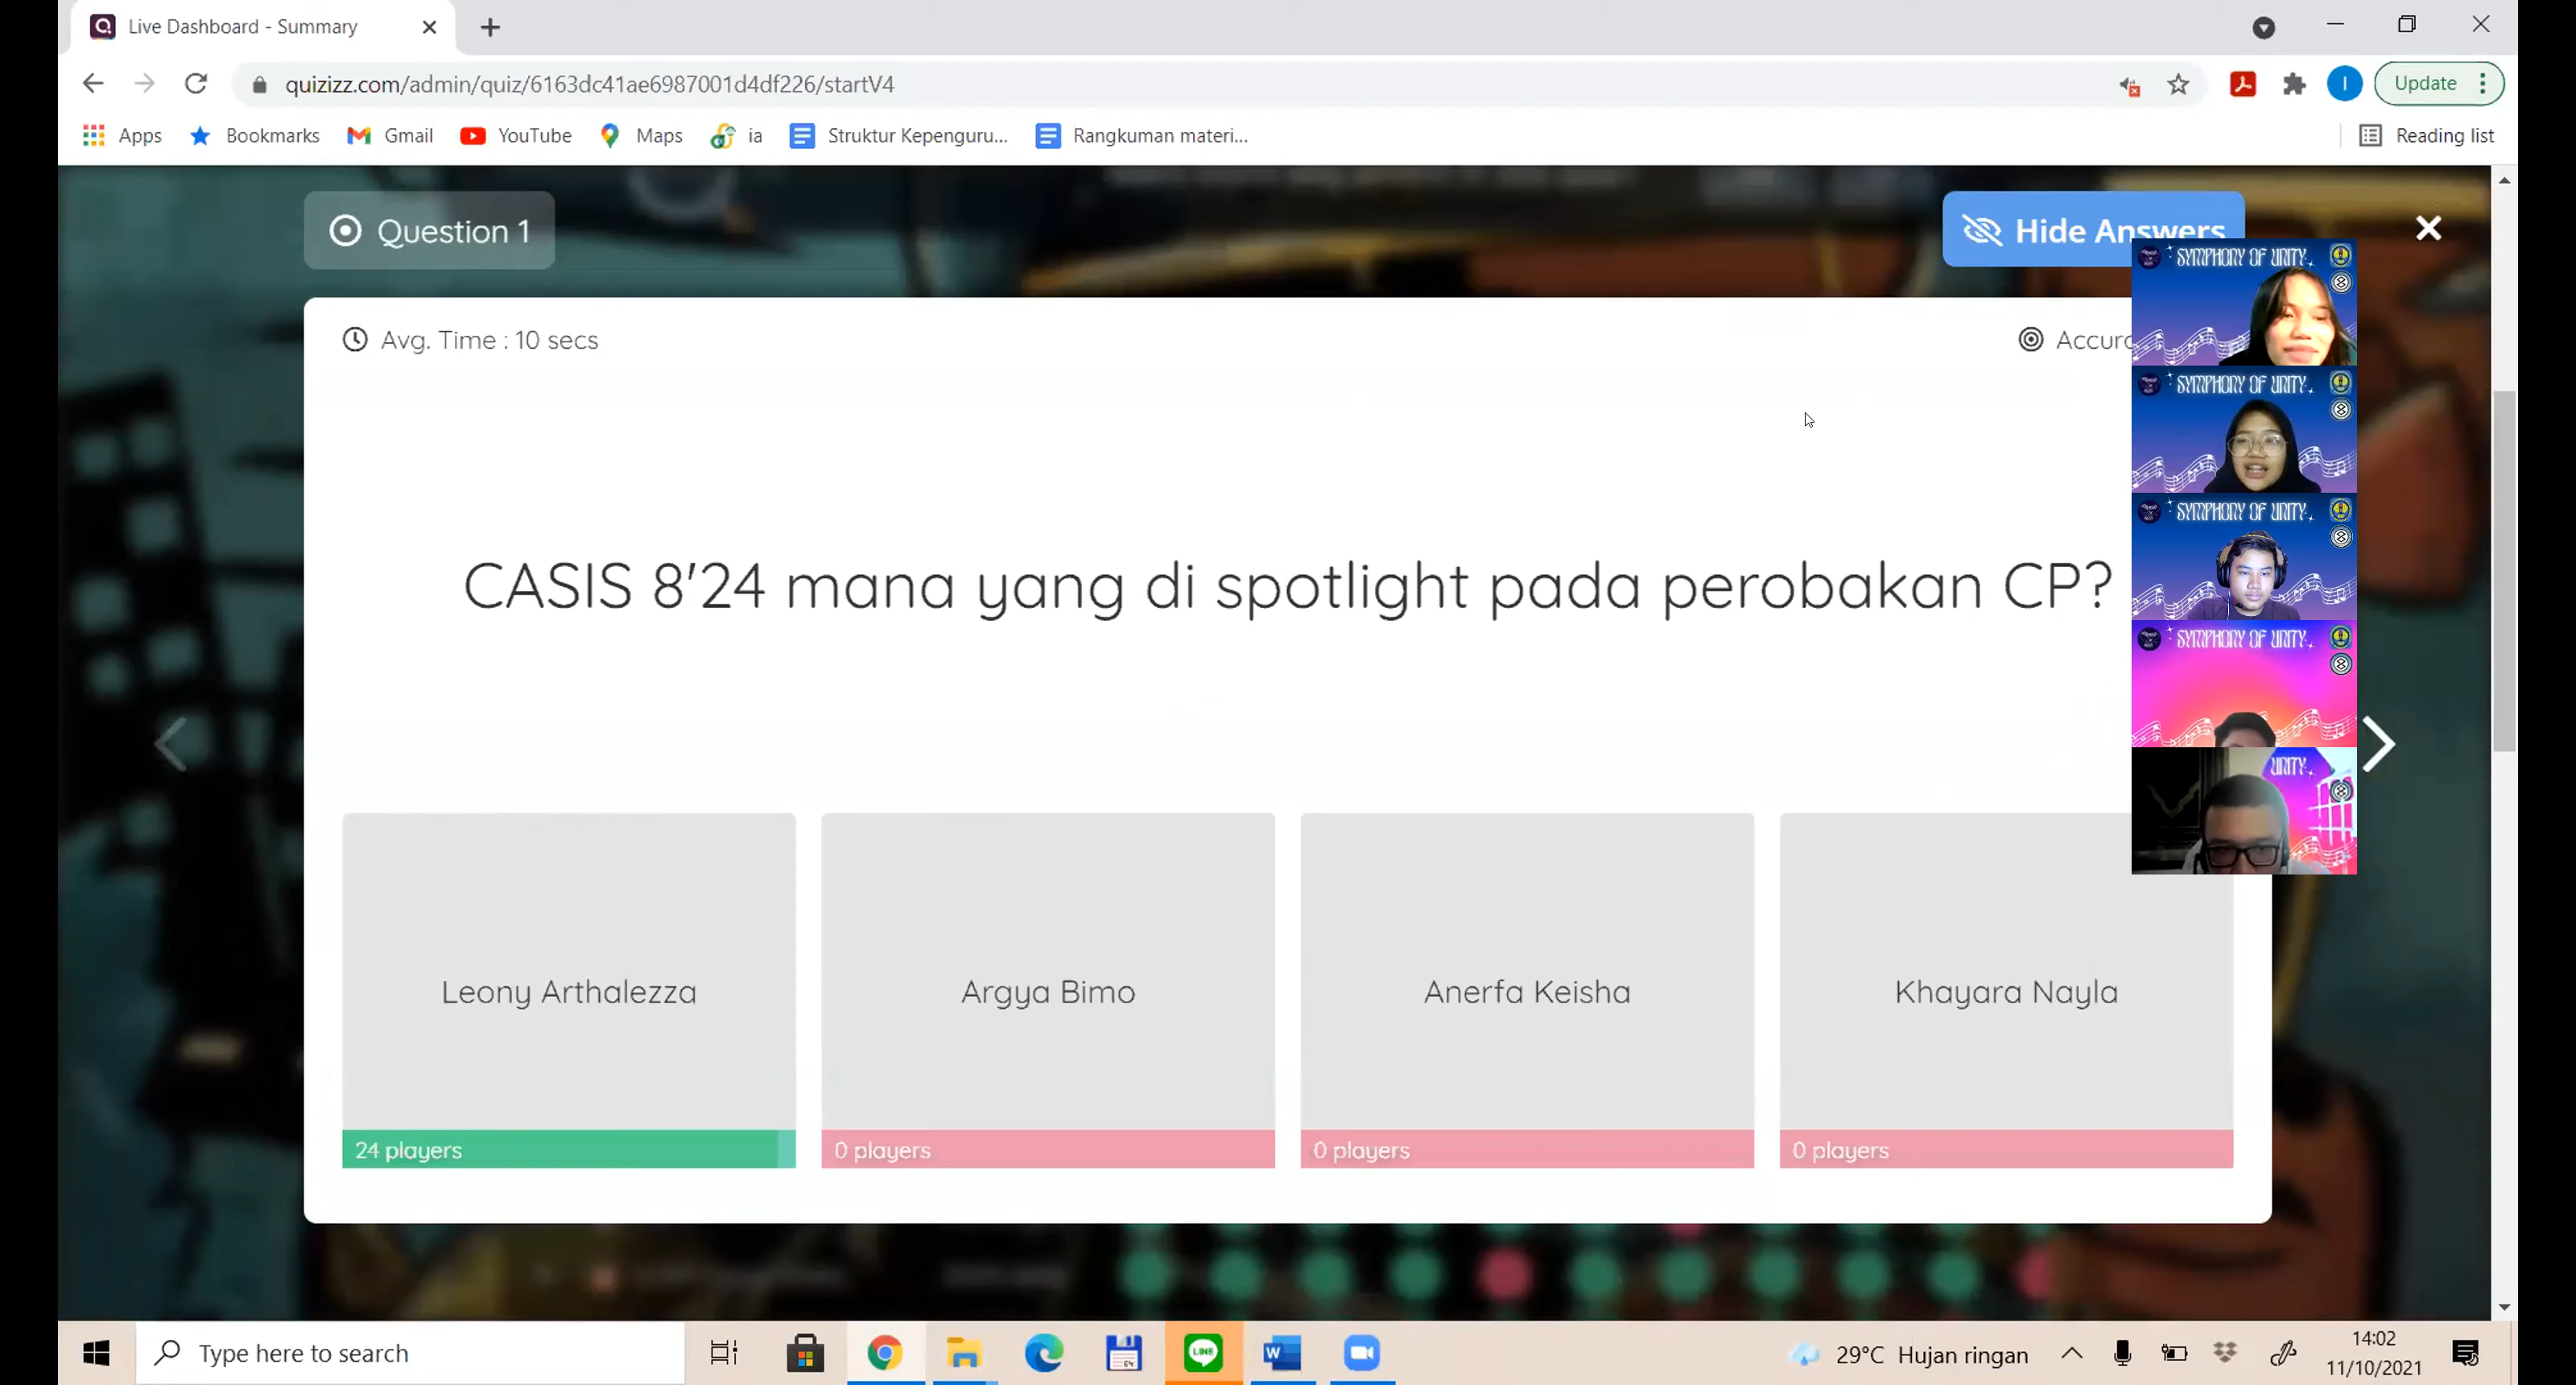 Live Dashboard - Summary
quizizz.com/admin/quiz/6163dc41ae6987001d4df226/startV4
I
Update
Apps
Bookmarks
Gmail
YouTube
Maps
ia
Struktur Kepenguru...
Rangkuman materi...
Reading list
Question 1
Hide Answers
SYMPHONY OF UNITY
Avg. Time : 10 secs
SYMPHONY OF UNITY
CASIS 8'24 mana yang di spotlight pada perobakan CP?
SYMPHONY OF UNITY
SYMPHONY OF UNITY
UNITY
Leony Arthalezza
Argya Bimo
Anerfa Keisha
Khayara Nayla
24 players
0 players
0 players
0 players
Type here to search
64
LINE
W
29°C Hujan ringan
14:02
11/10/2021